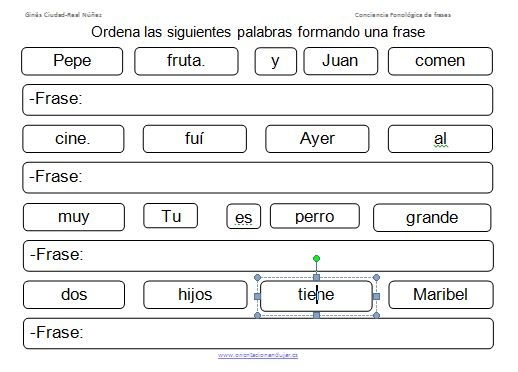 Ginés Ciudad-Real Núñez Conciencia Fonológica de frases
Ordena las siguientes palabras formando una frase
Pepe fruta. y Juan comen
-Frase:
cine. fuí Ayer al
-Frase:
muy Tu es perro grande
-Frase:
dos hijos tiene Maribel
-Frase:
www.orientacionandujar.es